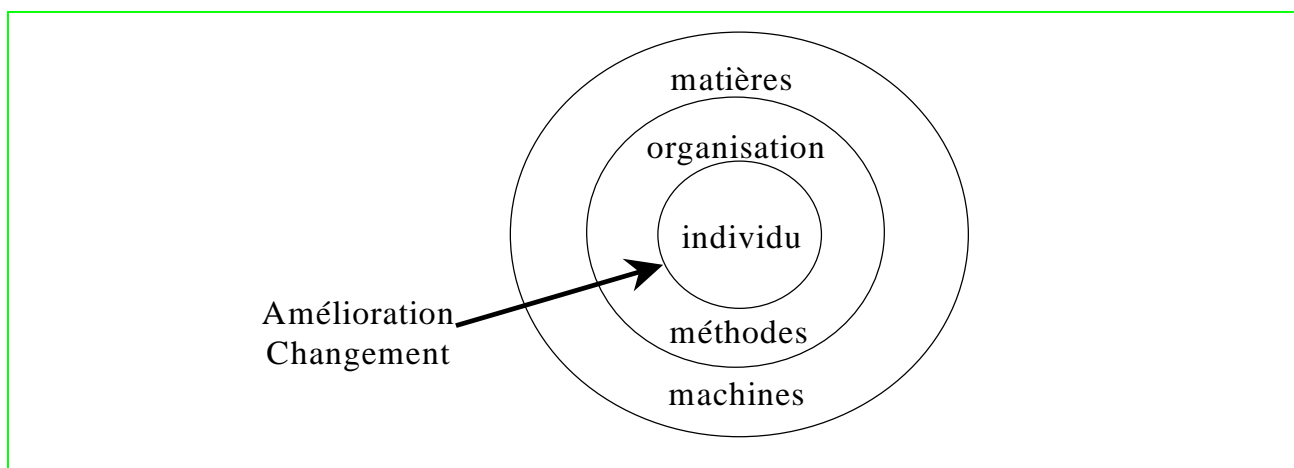 matières
organisation
individu
Amélioration
Changement
méthodes
machines